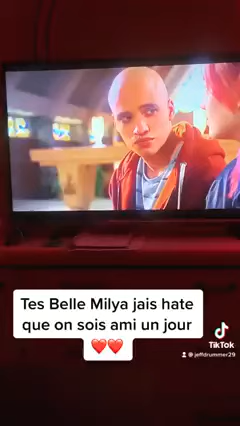 Tes Belle Milya jais hate
que on sois ami un jour
❤️❤️
TikTok
@ jeffdrummer29